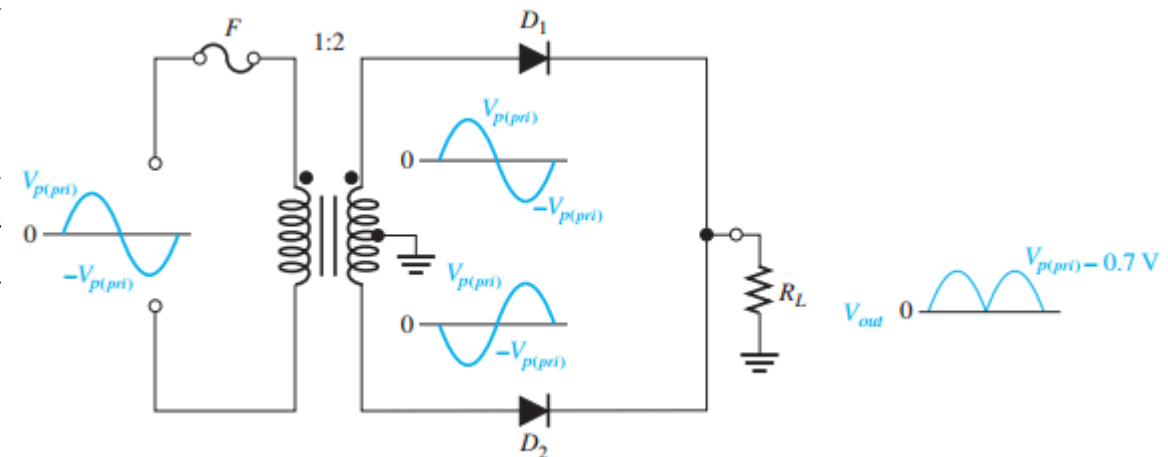 F
1:2
D1
Vp(pri)
0
−Vp(pri)
Vp(pri)
0
−Vp(pri)
Vp(pri)
0
−Vp(pri)
D2
RL
Vout 0
Vp(pri) − 0.7 V